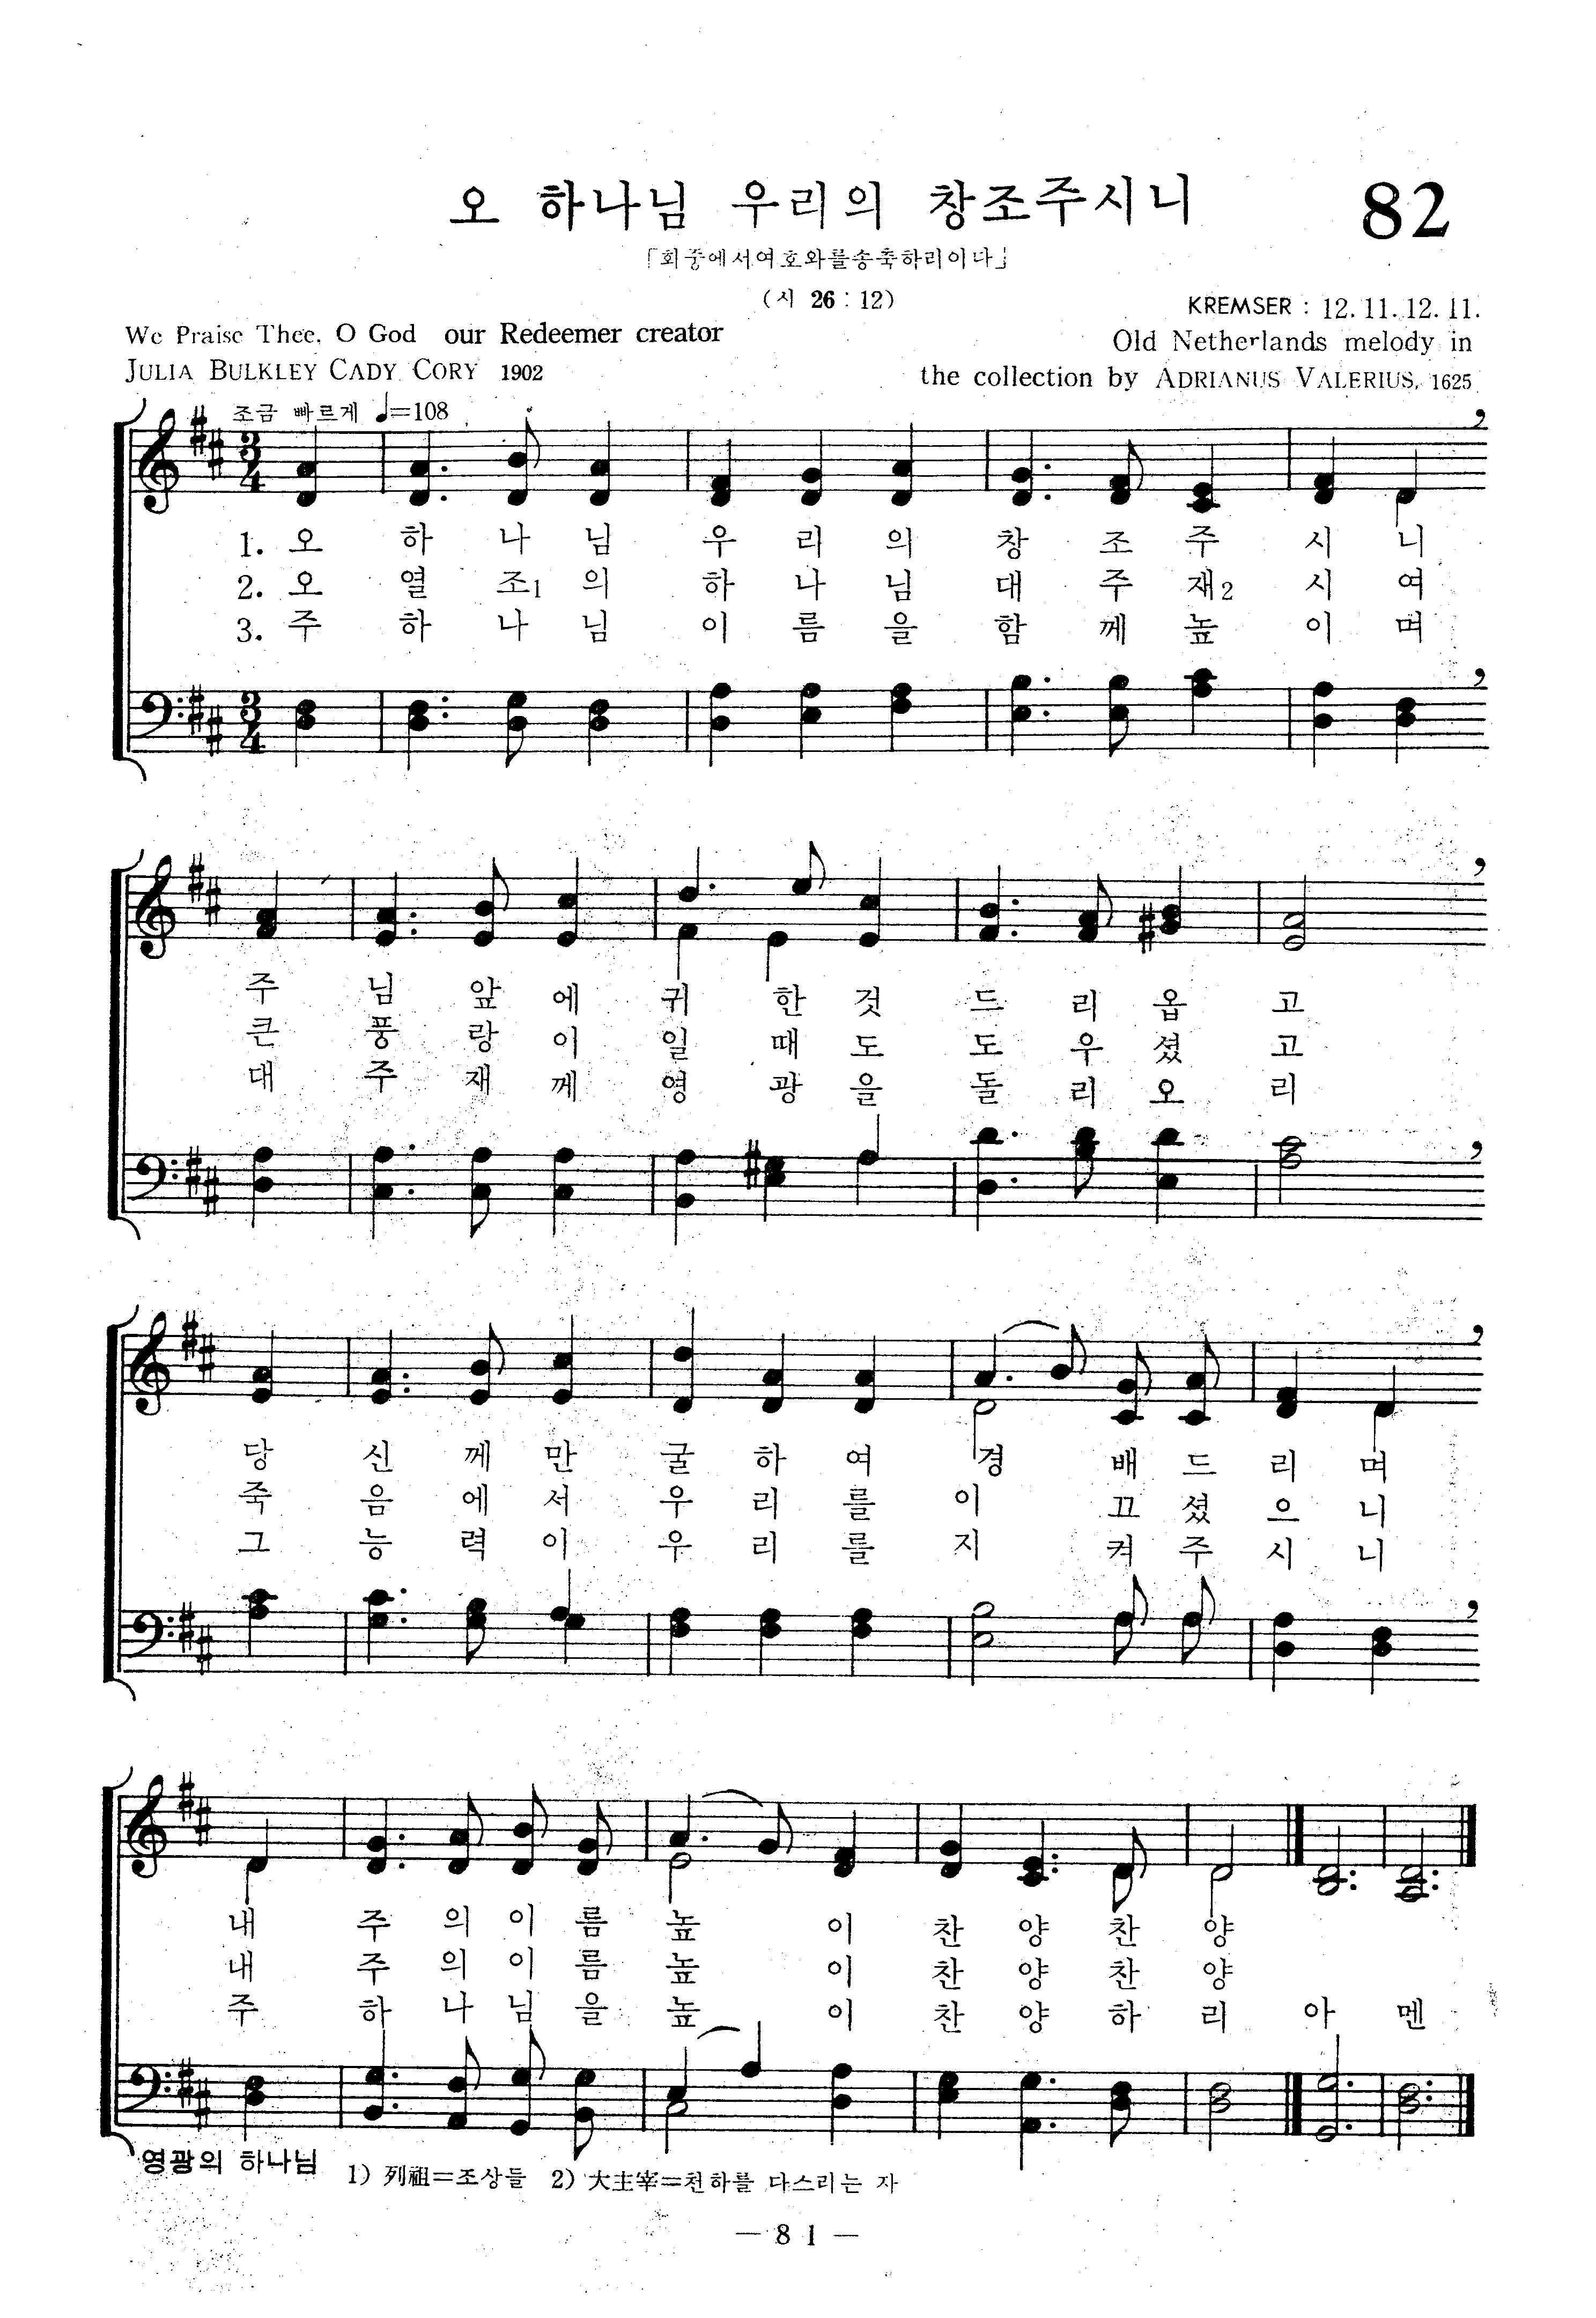 오 하나님 우리의 창조주시니
82
「회중에서여호와를송축하리이다」
(시 26 : 12)
KREMSER : 12. 11. 12. 11.
We Praise Thee, O God our Redeemer creator
Old Netherlands melody in
JULIA BULKLEY CADY CORY 1902
the collection by ADRIANUS VALERIUS, 1625
조금 빠르게 ♩=108
1. 오 하 나 님 우 리 의 창 조 주 시 니
2. 오 열 조1 의 하 나 님 대 주 재2 시 여
3. 주 하 나 님 이 름 을 함 께 높 이 며
주 님 앞 에 귀 한 것 드 리 옵 고
큰 풍 랑 이 일 때 도 도 우 셨 고
대 주 재 께 영 광 을 돌 리 오 리
당 신 께 만 굴 하 여 경 배 드 리 며
죽 음 에 서 우 리 를 이 끄 셨 으 니
그 능 력 이 우 리 를 지 켜 주 시 니
내 주 의 이 름 높 이 찬 양 찬 양
내 주 의 이 름 높 이 찬 양 찬 양
주 하 나 님 을 높 이 찬 양 하 리 아 멘
영광의 하나님 1) 列祖=조상들 2) 大主宰=천하를 다스리는 자
— 8 1 —